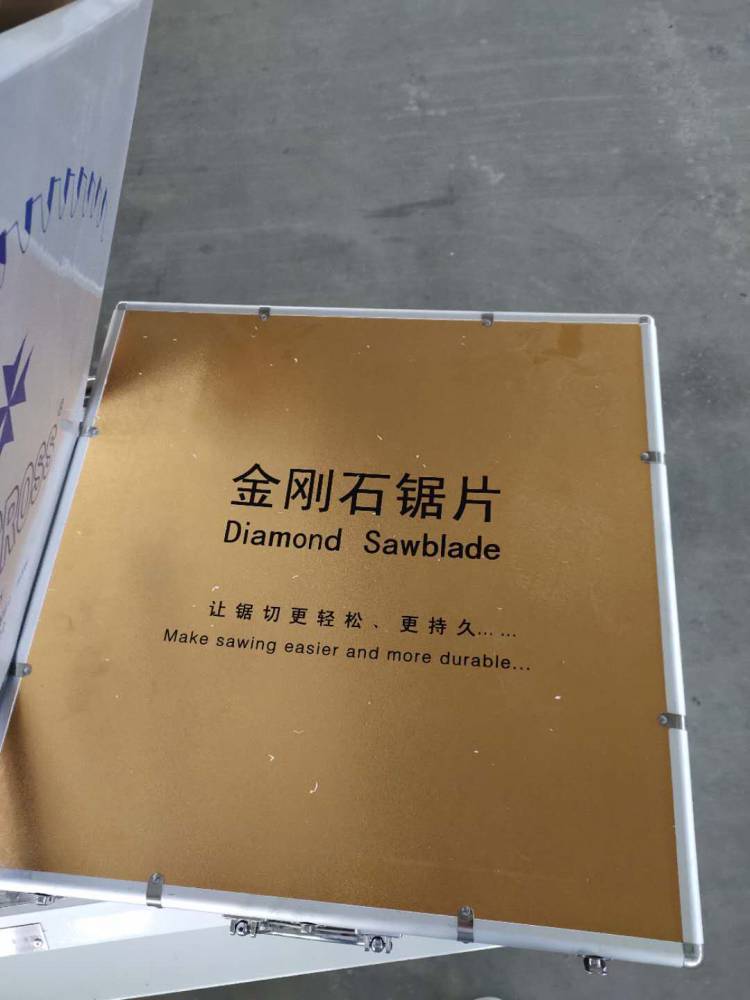 金刚石锯片
Diamond Sawblade
让锯切更轻松、更持久……
Make sawing easier and more durable...